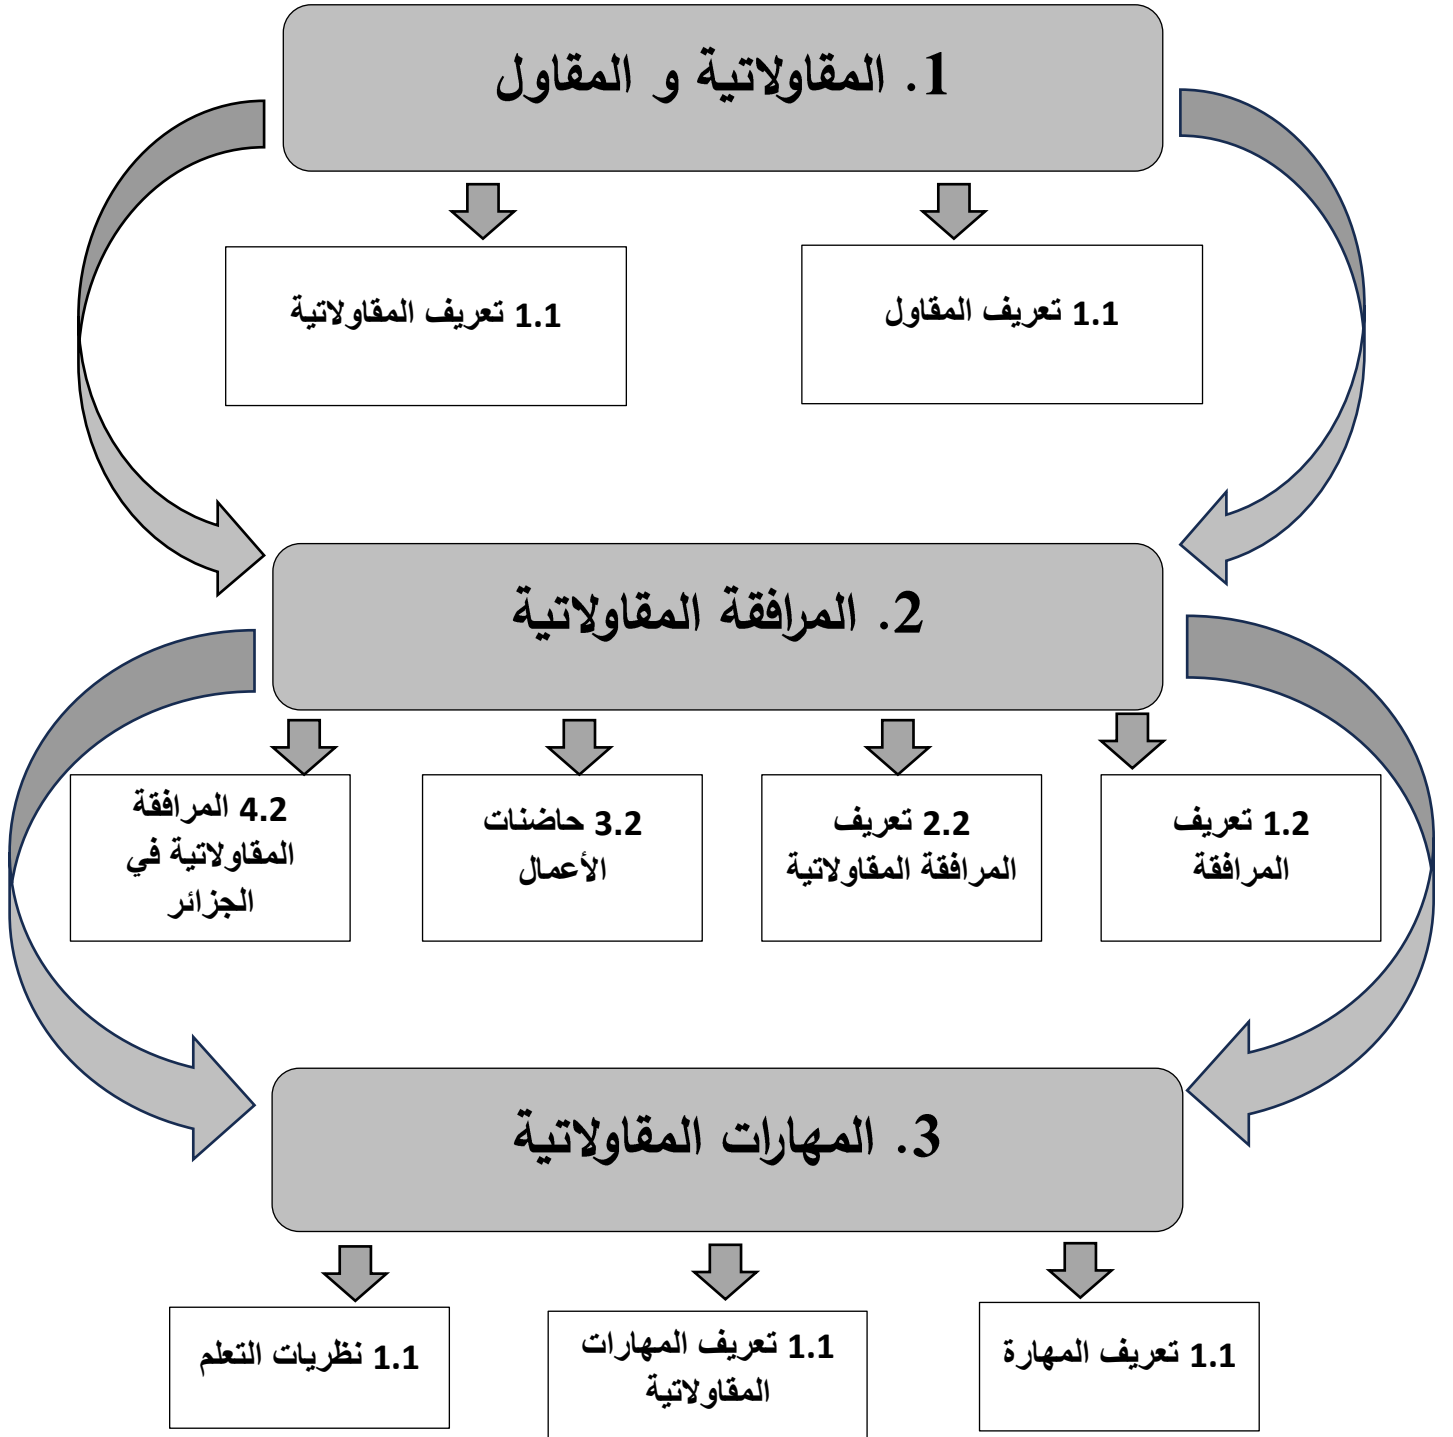 1. المقاولاتية و المقاول
1.1 تعريف المقاول
1.1 تعريف المقاولاتية
2. المرافقة المقاولاتية
1.2 تعريف
المرافقة
2.2 تعريف
المرافقة المقاولاتية
3.2 حاضنات
الأعمال
4.2 المرافقة
المقاولاتية في
الجزائر
3. المهارات المقاولاتية
1.1 تعريف المهارة
1.1 تعريف المهارات
المقاولاتية
1.1 نظريات التعلم